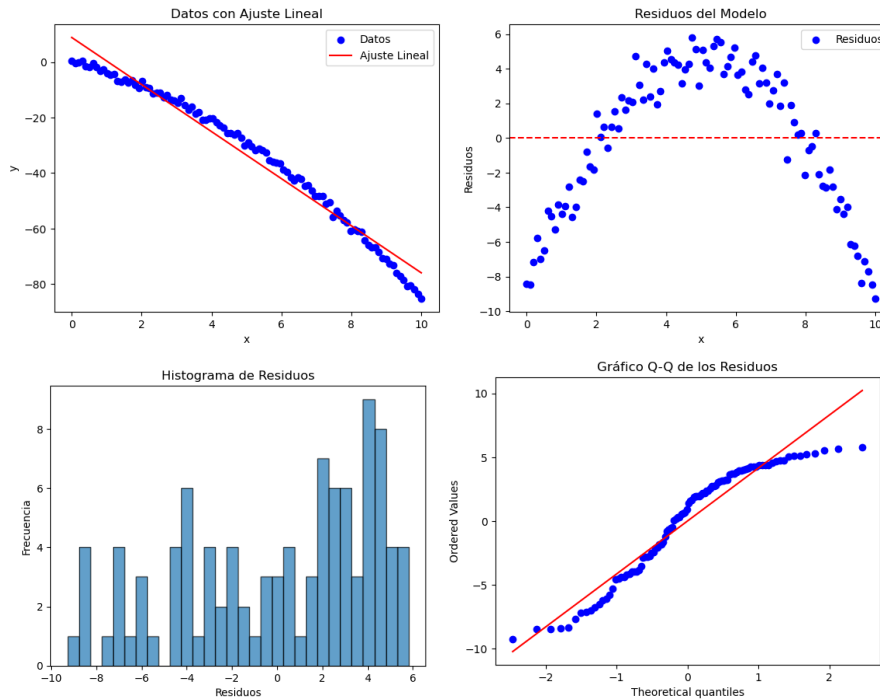 Datos con Ajuste Lineal
Datos
Ajuste Lineal
0
−20
−40
−60
−80
y
0 2 4 6 8 10
x
Residuos del Modelo
Residuos
6
4
2
0
−2
−4
−6
−8
−10
Residuos
0 2 4 6 8 10
x
Histograma de Residuos
8
6
4
2
0
Frecuencia
−10 −8 −6 −4 −2 0 2 4 6
Residuos
Gráfico Q-Q de los Residuos
10
5
0
−5
−10
Ordered Values
−2 −1 0 1 2
Theoretical quantiles